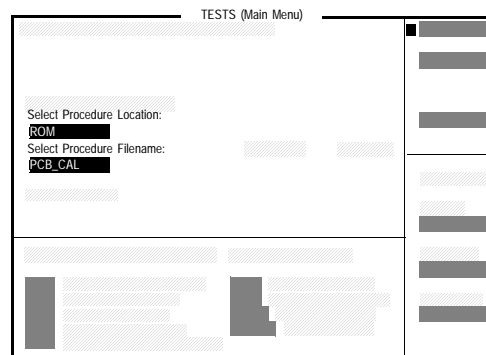 TESTS (Main Menu)
Select Procedure Location:
ROM
Select Procedure Filename:
PCB_CAL